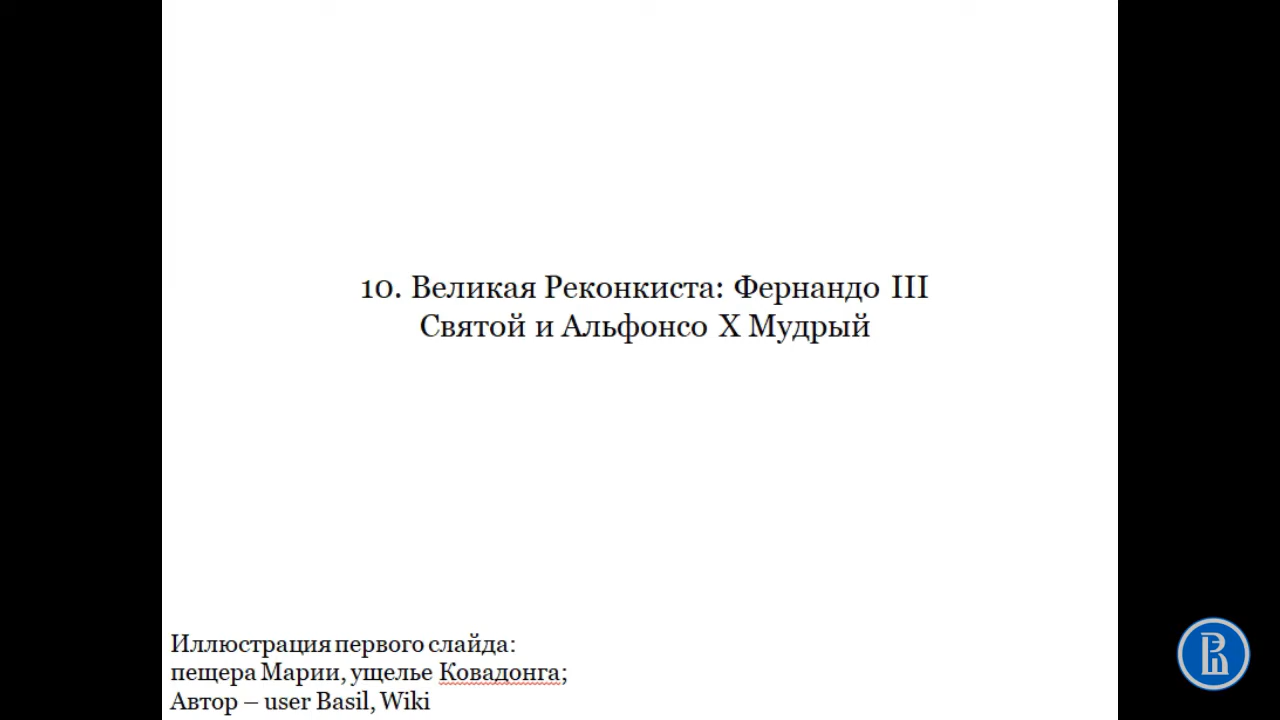 10. Великая Реконкиста: Фернандо III
Святой и Альфонсо X Мудрый
Иллюстрация первого слайда:
пещера Марии, ущелье Ковадонга;
Автор – user Basil, Wiki